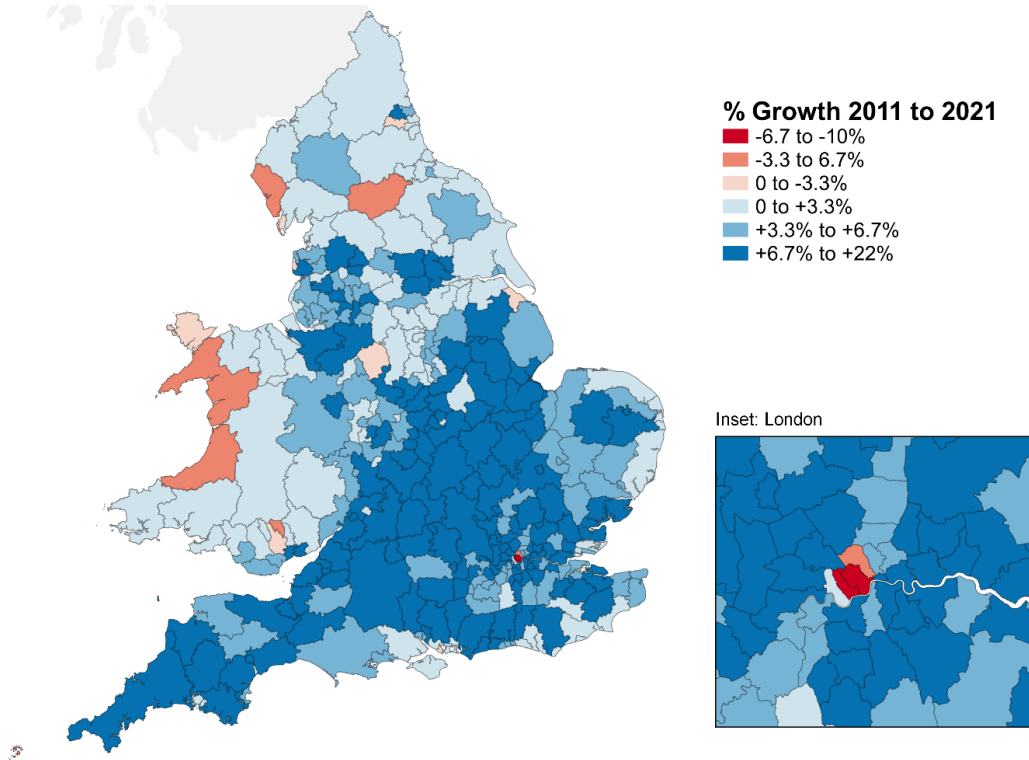 % Growth 2011 to 2021
-6.7 to -10%
-3.3 to 6.7%
0 to -3.3%
0 to +3.3%
+3.3% to +6.7%
+6.7% to +22%
Inset: London